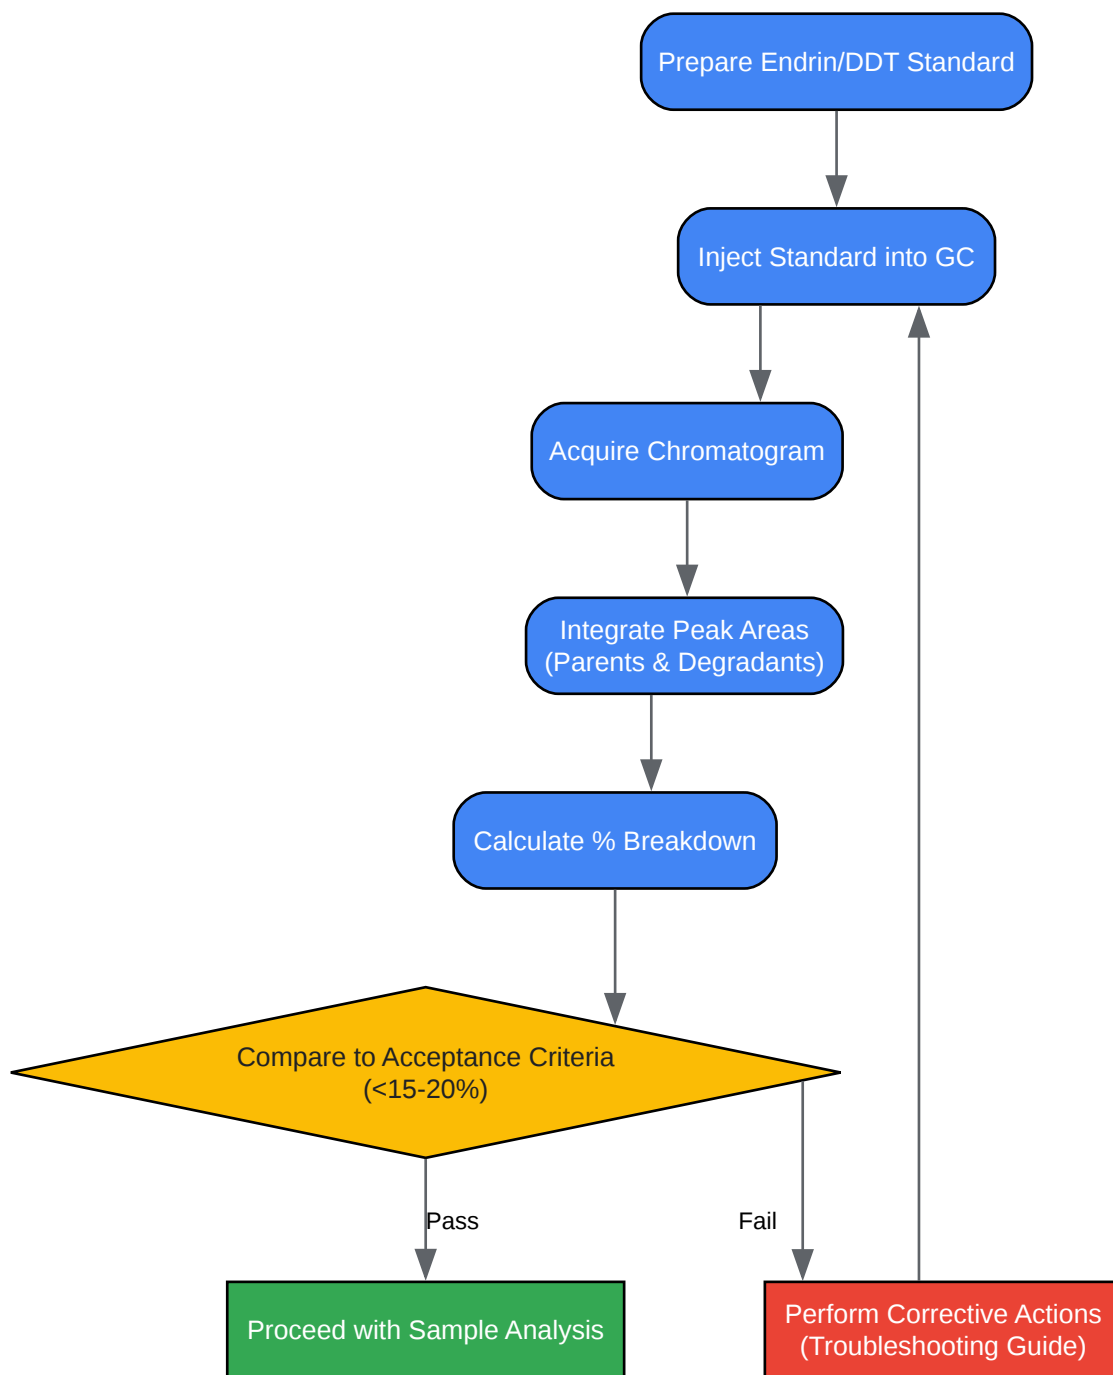 Prepare Endrin/DDT Standard
Inject Standard into GC
Acquire Chromatogram
Integrate Peak Areas
(Parents & Degradants)
Calculate % Breakdown
Compare to Acceptance Criteria
(<15-20%)
Pass
Fail
Proceed with Sample Analysis
Perform Corrective Actions
(Troubleshooting Guide)